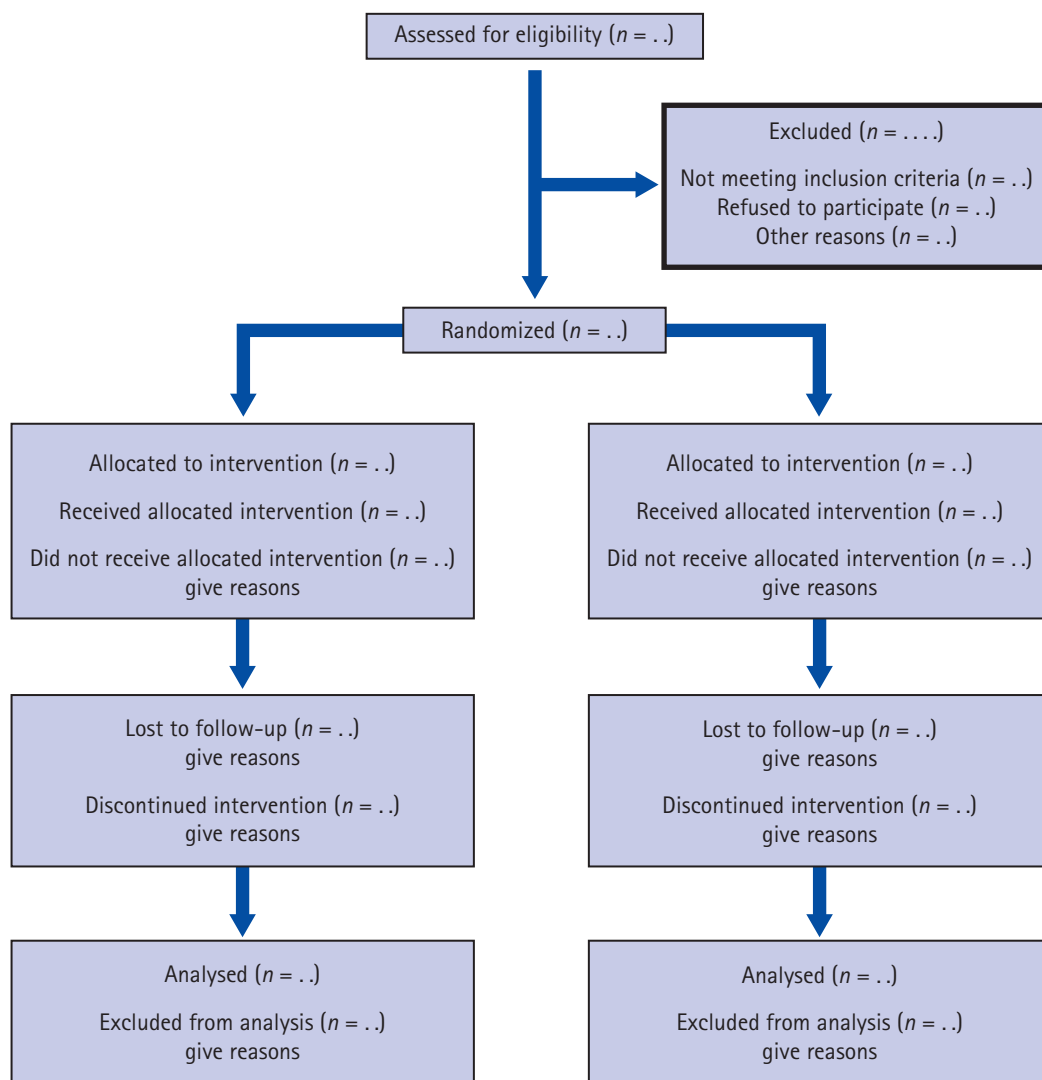 Assessed for eligibility (n = . .)
Excluded (n = . . . .)
Not meeting inclusion criteria (n = . .)
Refused to participate (n = . .)
Other reasons (n = . .)
Randomized (n = . .)
Allocated to intervention (n = . .)
Received allocated intervention (n = . .)
Did not receive allocated intervention (n = . .)
give reasons
Allocated to intervention (n = . .)
Received allocated intervention (n = . .)
Did not receive allocated intervention (n = . .)
give reasons
Lost to follow-up (n = . .)
give reasons
Discontinued intervention (n = . .)
give reasons
Lost to follow-up (n = . .)
give reasons
Discontinued intervention (n = . .)
give reasons
Analysed (n = . .)
Excluded from analysis (n = . .)
give reasons
Analysed (n = . .)
Excluded from analysis (n = . .)
give reasons